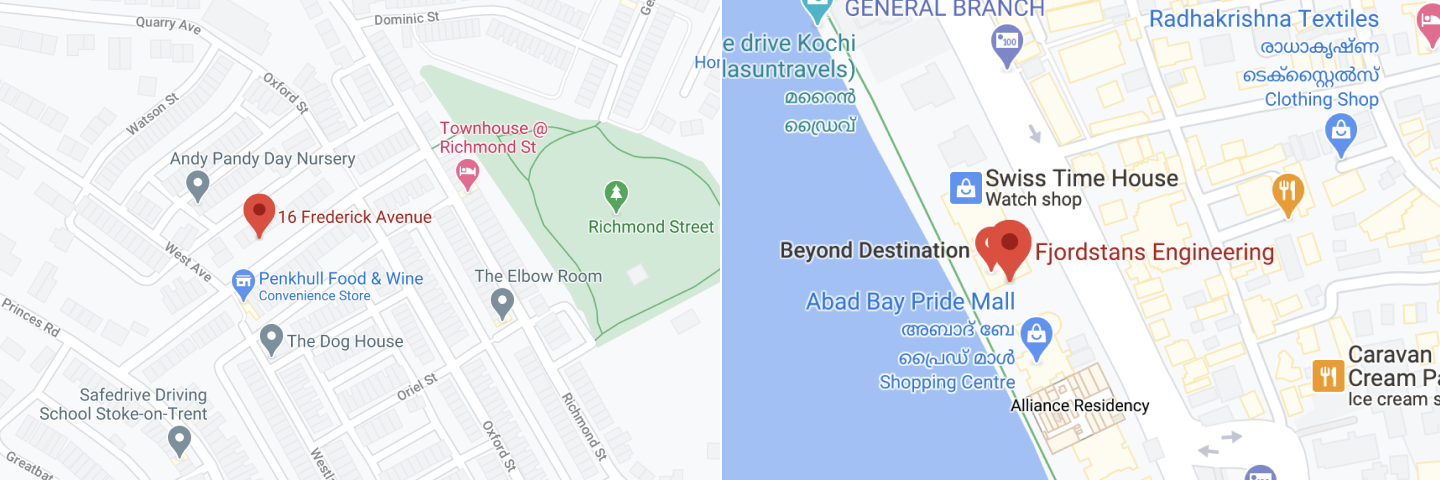 Quarry Ave
Dominic St
Oxford St
Watson St
Andy Pandy Day Nursery
16 Frederick Avenue
Townhouse @
Richmond St
Richmond Street
West Ave
Penkhull Food & Wine
Convenience Store
The Elbow Room
Princes Rd
The Dog House
Oriel St
Safedrive Driving
School Stoke-on-Trent
Richmond St
Oxford St
GENERAL BRANCH
e drive Kochi
lasuntravels)
മറൈൻ
ഡ്രൈവ്
100
Radhakrishna Textiles
രാധാകൃഷ്ണ
ടെക്സ്റ്റൈൽസ്
Clothing Shop
Swiss Time House
Watch shop
Beyond Destination
Fjordstans Engineering
Abad Bay Pride Mall
അബാദ് ബേ
പ്രൈഡ് മാൾ
Shopping Centre
Alliance Residency
Caravan
Cream Pa
Ice cream s